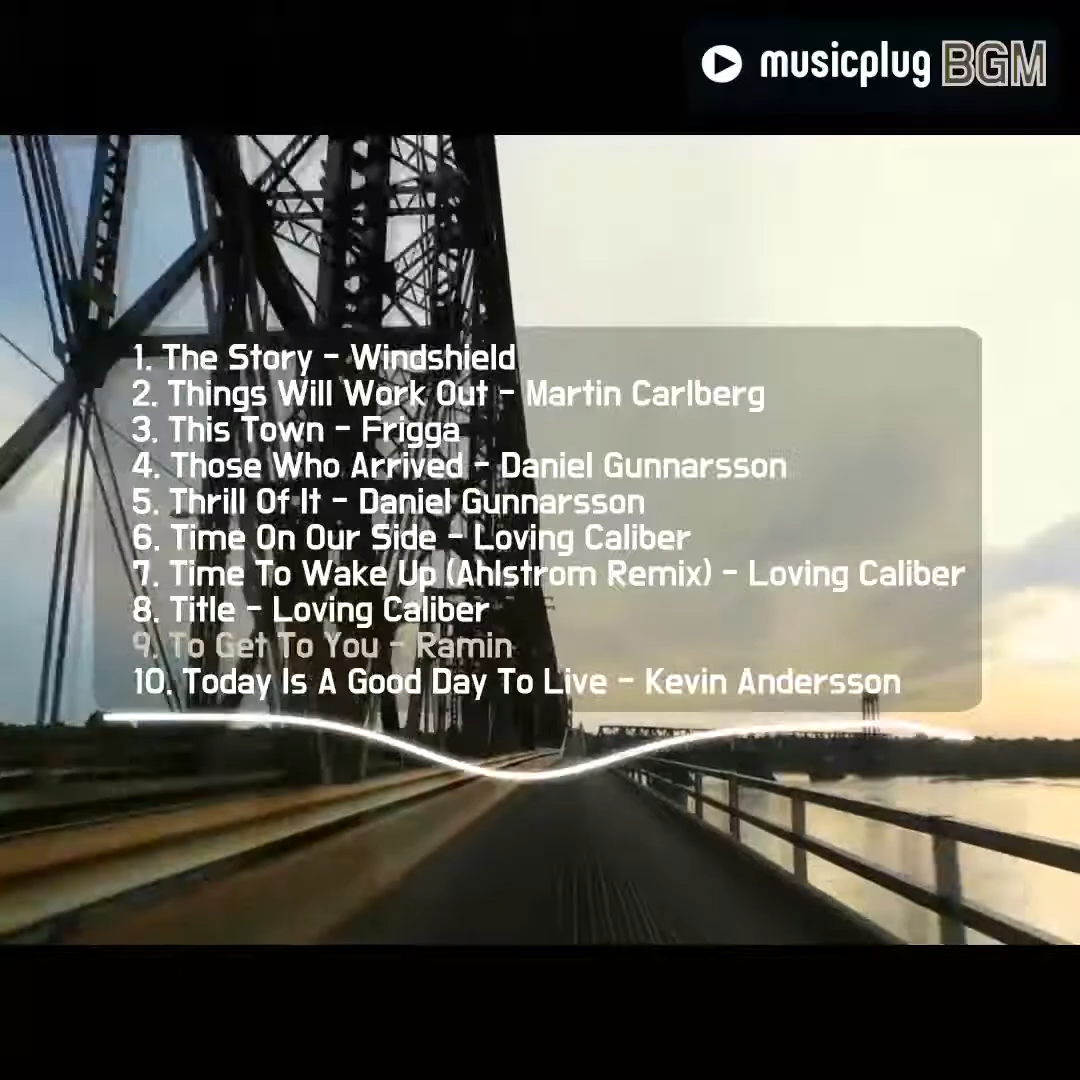 musicplug BGM
1. The Story - Windshield
2. Things Will Work Out - Martin Carlberg
3. This Town - Frigga
4. Those Who Arrived - Daniel Gunnarsson
5. Thrill Of It - Daniel Gunnarsson
6. Time On Our Side - Loving Caliber
7. Time To Wake Up (Ahlstrom Remix) - Loving Caliber
8. Title - Loving Caliber
9. To Get To You - Ramin
10. Today Is A Good Day To Live - Kevin Andersson